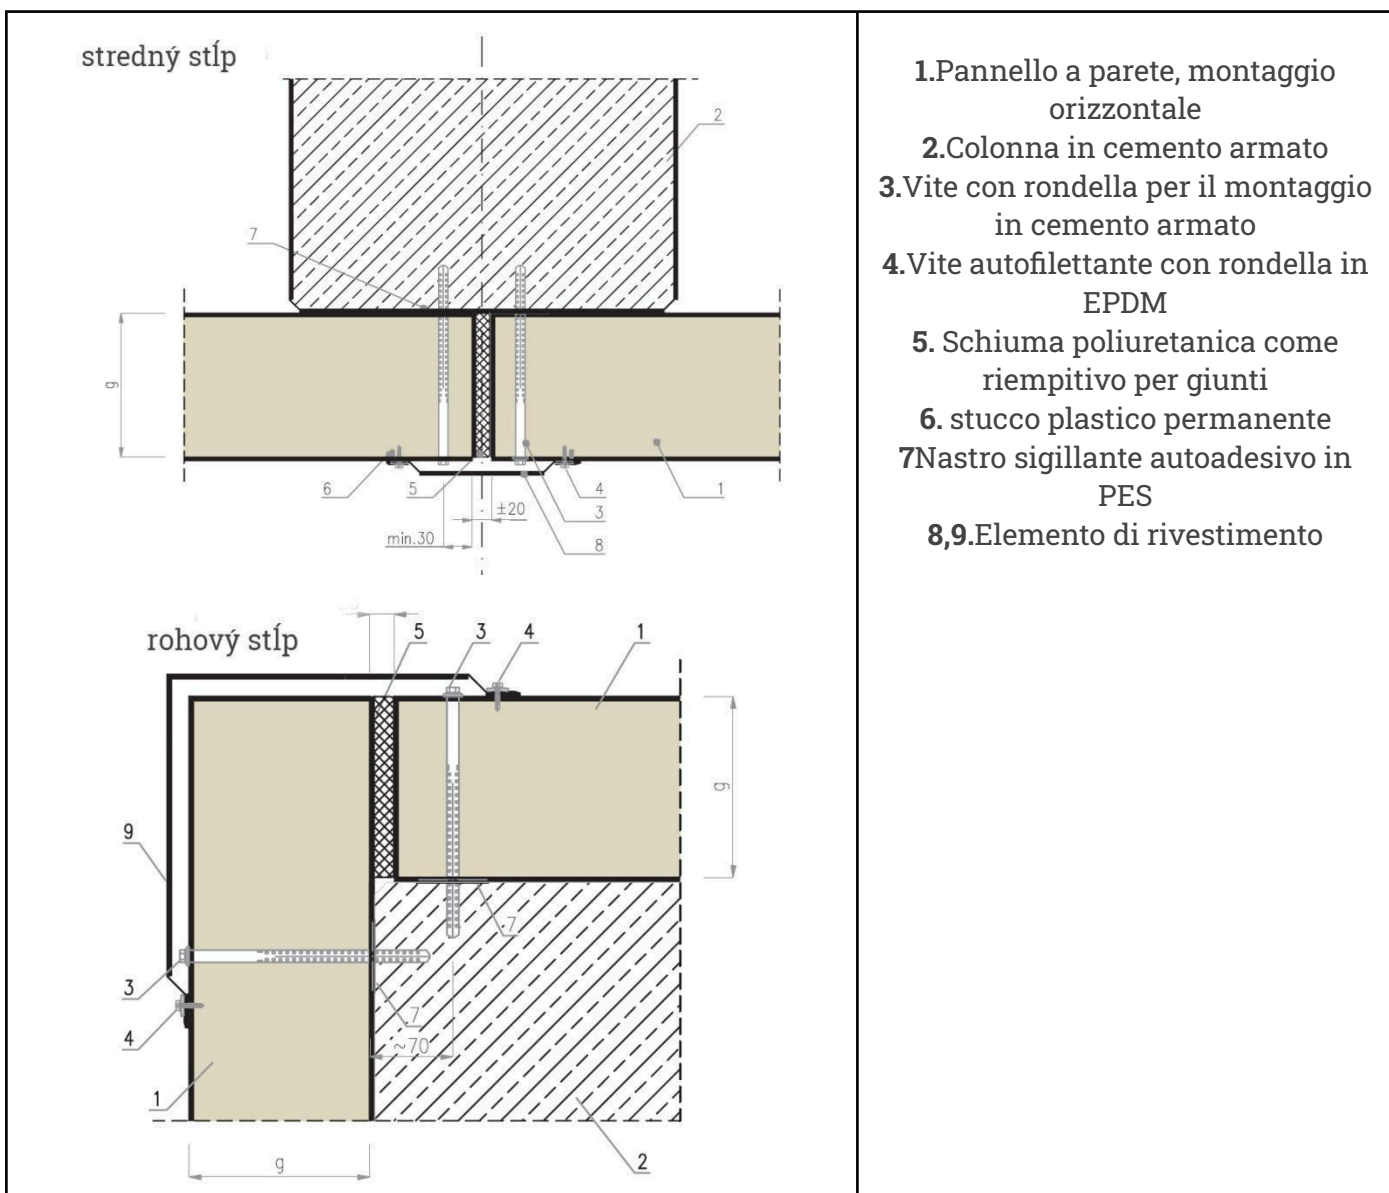 stredný stĺp
2
7
g
6
5
4
1
±20
3
min.30
8
rohový stĺp
5
3
4
1
g
9
7
3
7
4
~70
1
g
2
1.Pannello a parete, montaggio
orizzontale
2.Colonna in cemento armato
3.Vite con rondella per il montaggio
in cemento armato
4.Vite autofilettante con rondella in
EPDM
5. Schiuma poliuretanica come
riempitivo per giunti
6. stucco plastico permanente
7Nastro sigillante autoadesivo in
PES
8,9.Elemento di rivestimento